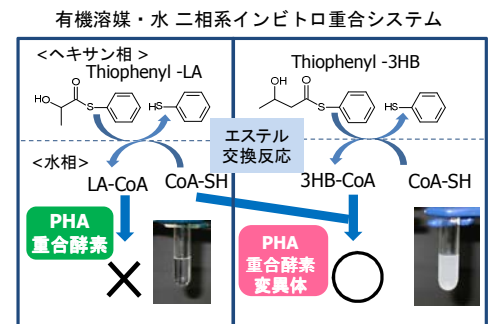 有機溶媒・水 二相系インビトロ重合システム
<ヘキサン相>
Thiophenyl -LA
HO
O
S
HS
Thiophenyl -3HB
OH
O
S
HS
エステル
交換反応
<水相>
LA-CoA
CoA-SH
3HB-CoA
CoA-SH
PHA
重合酵素
PHA
重合酵素
変異体